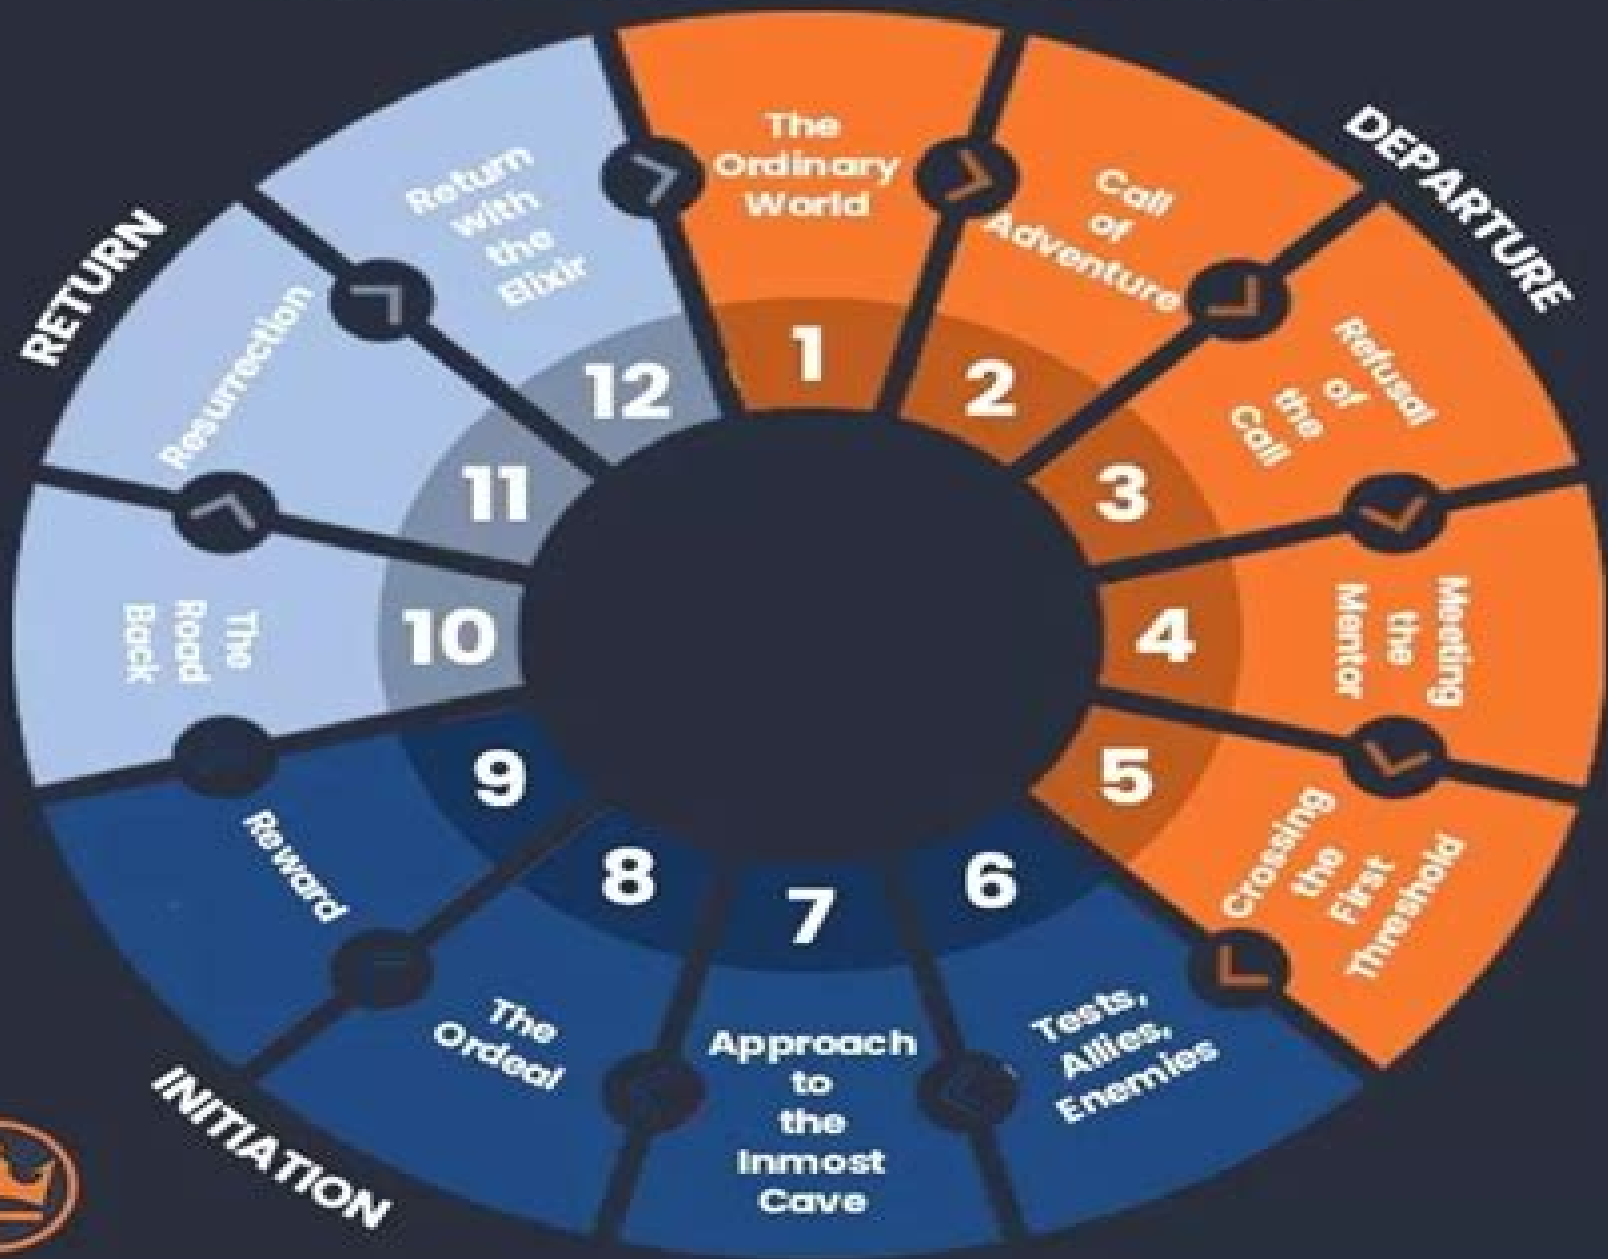 DEPARTURE
The
Ordinary
World
1
Call
of
Adventure
2
Refusal
of
the
Call
3
Meeting
the
Mentor
4
Crossing
the
First
Threshold
5
Tests,
Allies,
Enemies
6
Approach
to
the
Inmost
Cave
7
The
Ordeal
8
Reward
9
INITIATION
The
Road
Back
10
Resurrection
11
Return
with
the
Elixir
12
RETURN